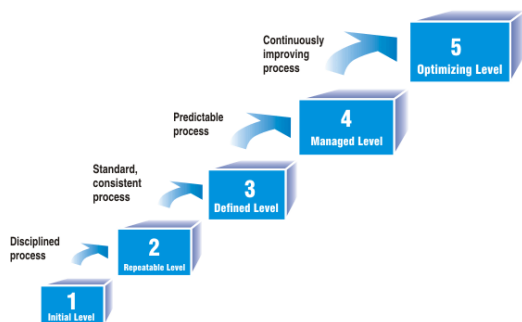 Continuously
improving
process
5
Optimizing Level
Predictable
process
4
Managed Level
Standard,
consistent
process
3
Defined Level
Disciplined
process
2
Repeatable Level
1
Initial Level